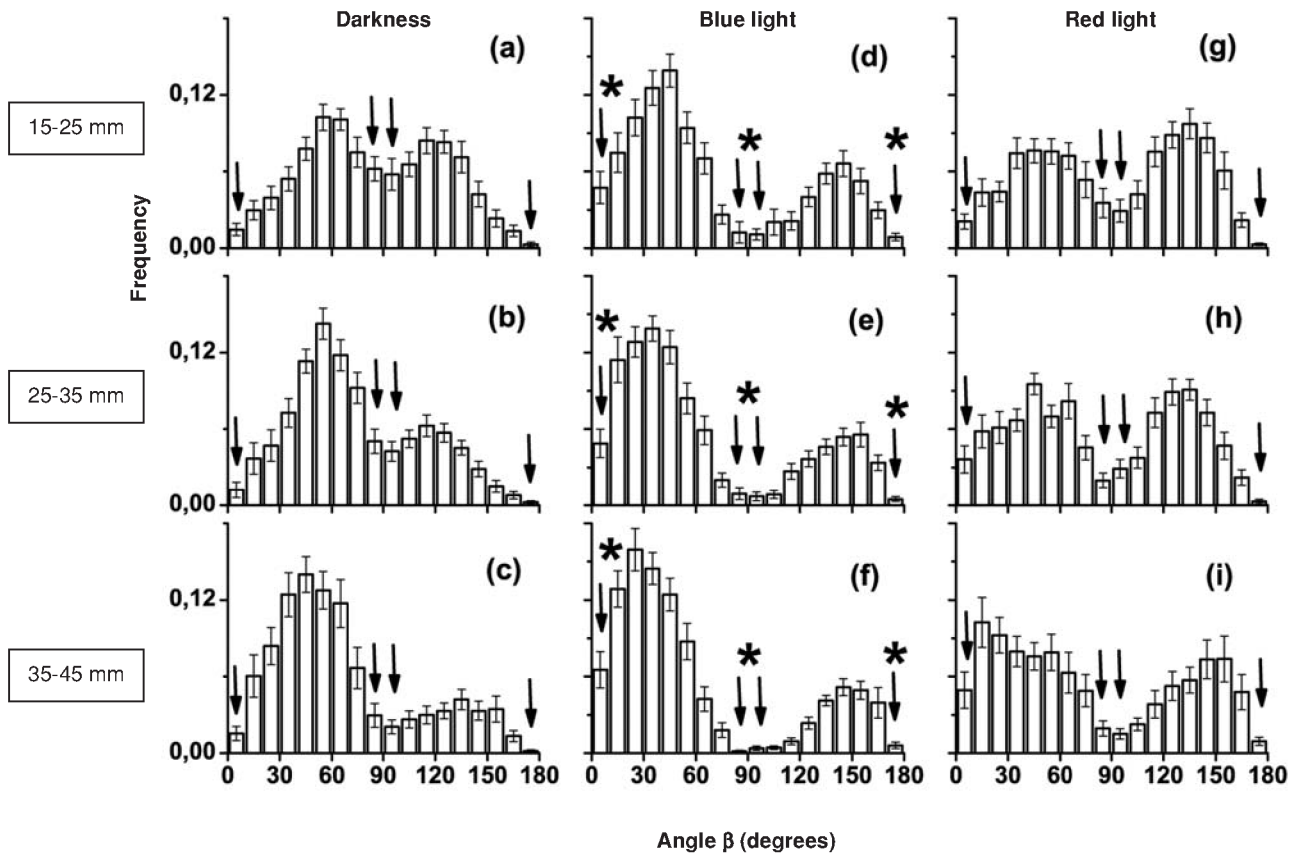 Darkness Blue light Red light
15-25 mm
25-35 mm
35-45 mm
Frequency
0,12
0,00
0,12
0,00
0,12
0,00
(a)
(d)
(g)
(b)
(e)
(h)
(c)
(f)
(i)
* * *
* * *
* * *
0 30 60 90 120 150 180
0 30 60 90 120 150 180
0 30 60 90 120 150 180
Angle β (degrees)